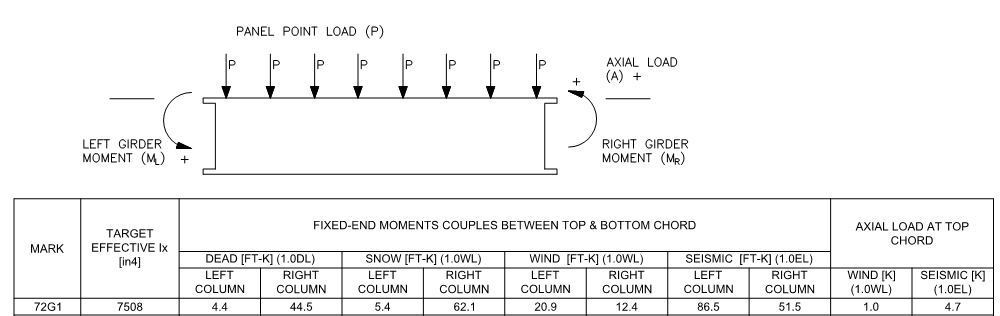 PANEL POINT LOAD (P)
P P P P P P P P
AXIAL LOAD
(A) +
+
LEFT GIRDER
MOMENT (ML) +
RIGHT GIRDER
MOMENT (MR)
MARK
TARGET
EFFECTIVE Ix
[in4]
FIXED-END MOMENTS COUPLES BETWEEN TOP & BOTTOM CHORD
AXIAL LOAD AT TOP
CHORD
DEAD [FT-K] (1.0DL) SNOW [FT-K] (1.0WL) WIND [FT-K] (1.0WL) SEISMIC [FT-K] (1.0EL)
LEFT RIGHT LEFT RIGHT LEFT RIGHT LEFT RIGHT WIND [K] SEISMIC [K]
COLUMN COLUMN COLUMN COLUMN COLUMN COLUMN COLUMN COLUMN (1.0WL) (1.0EL)
72G1 7508 4.4 44.5 5.4 62.1 20.9 12.4 86.5 51.5 1.0 4.7